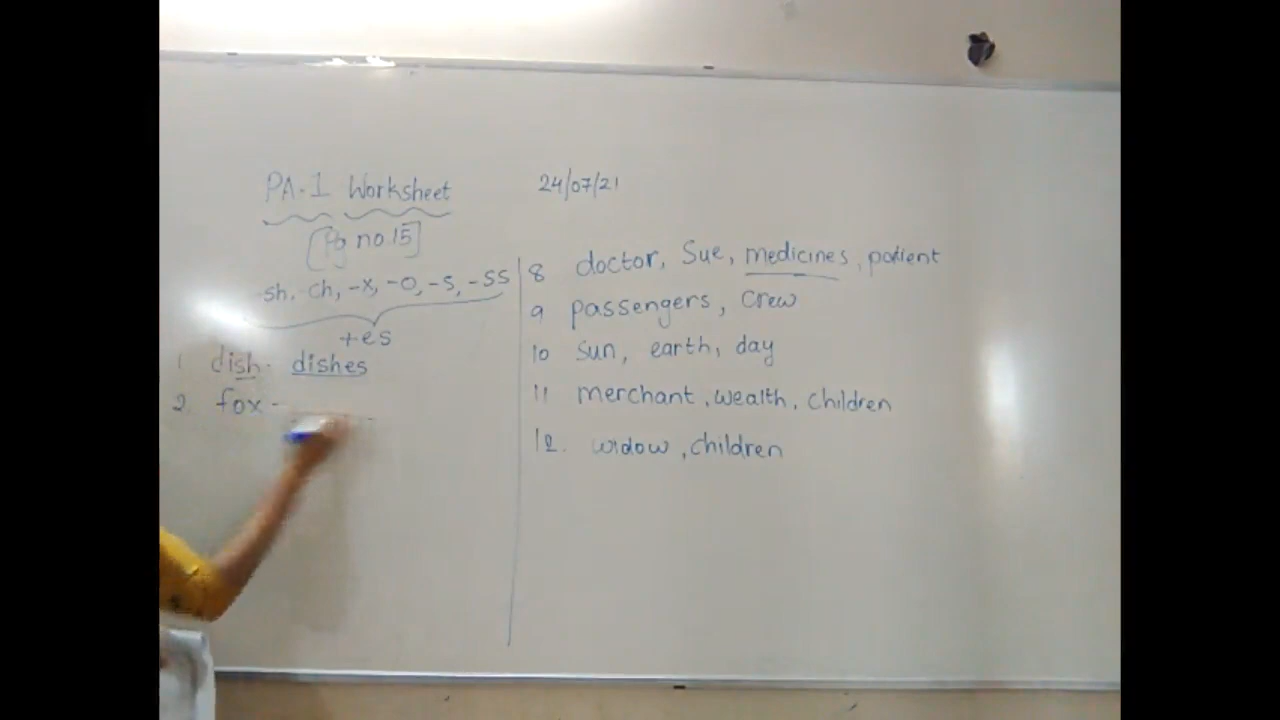 PA.1 Worksheet
24/07/21
[Pg no.15]
sh, -ch, -x, -o, -s, -ss
+es
1 dish - dishes
2. fox -
8 doctor, Sue, medicines, patient
9 passengers, Crew
10 sun, earth, day
11 merchant, wealth, children
12. widow, children